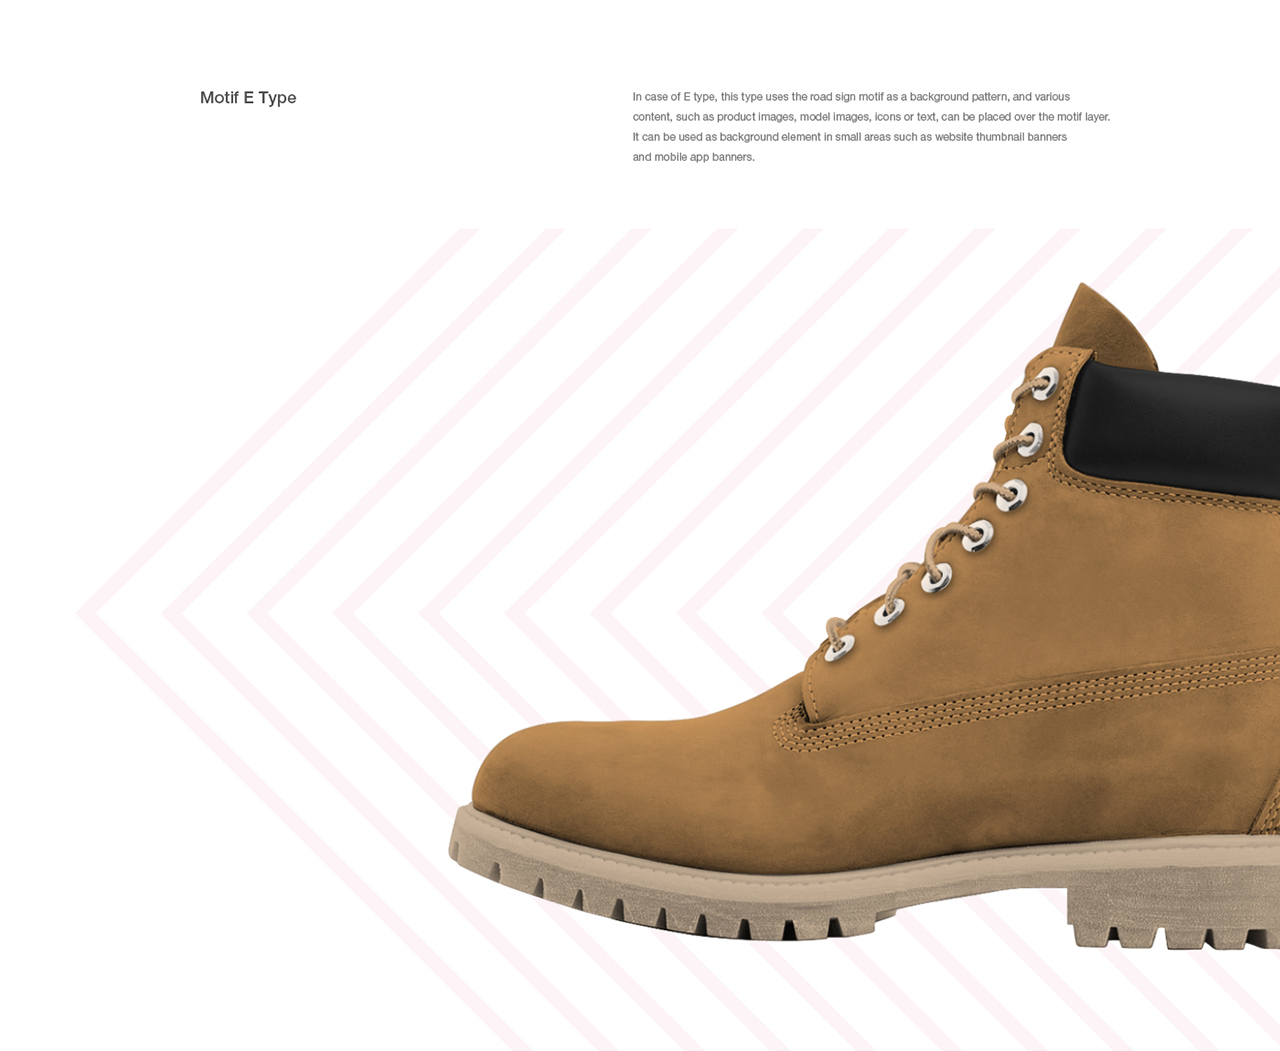 Motif E Type
In case of E type, this type uses the road sign motif as a background pattern, and various
content, such as product images, model images, icons or text, can be placed over the motif layer.
It can be used as background element in small areas such as website thumbnail banners
and mobile app banners.